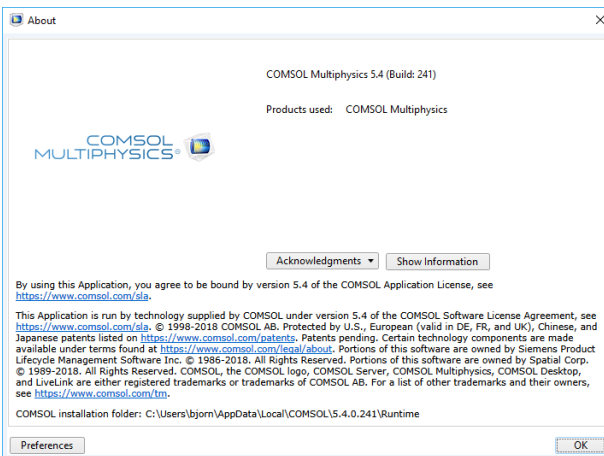 About
COMSOL Multiphysics 5.4 (Build: 241)
Products used: COMSOL Multiphysics
COMSOL
MULTIPHYSICS®
Acknowledgments
Show Information
By using this Application, you agree to be bound by version 5.4 of the COMSOL Application License, see
https://www.comsol.com/sla.
This Application is run by technology supplied by COMSOL under version 5.4 of the COMSOL Software License Agreement, see
https://www.comsol.com/sla. © 1998-2018 COMSOL AB. Protected by U.S., European (valid in DE, FR, and UK), Chinese, and
Japanese patents listed on https://www.comsol.com/patents. Patents pending. Certain technology components are made
available under terms found at https://www.comsol.com/legal/about. Portions of this software are owned by Siemens Product
Lifecycle Management Software Inc. © 1986-2018. All Rights Reserved. Portions of this software are owned by Spatial Corp.
© 1989-2018. All Rights Reserved. COMSOL, the COMSOL logo, COMSOL Server, COMSOL Multiphysics, COMSOL Desktop,
and LiveLink are either registered trademarks or trademarks of COMSOL AB. For a list of other trademarks and their owners,
see https://www.comsol.com/tm.
COMSOL installation folder: C:\Users\bjorn\AppData\Local\COMSOL\5.4.0.241\Runtime
Preferences
OK